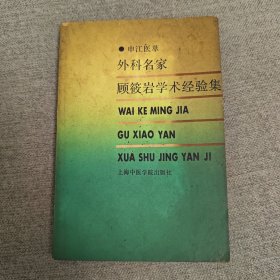 ● 申江医萃
外科名家
顾筱岩学术经验集
WAI KE MING JIA
GU XIAO YAN
XUA SHU JING YAN JI
上海中医学院出版社